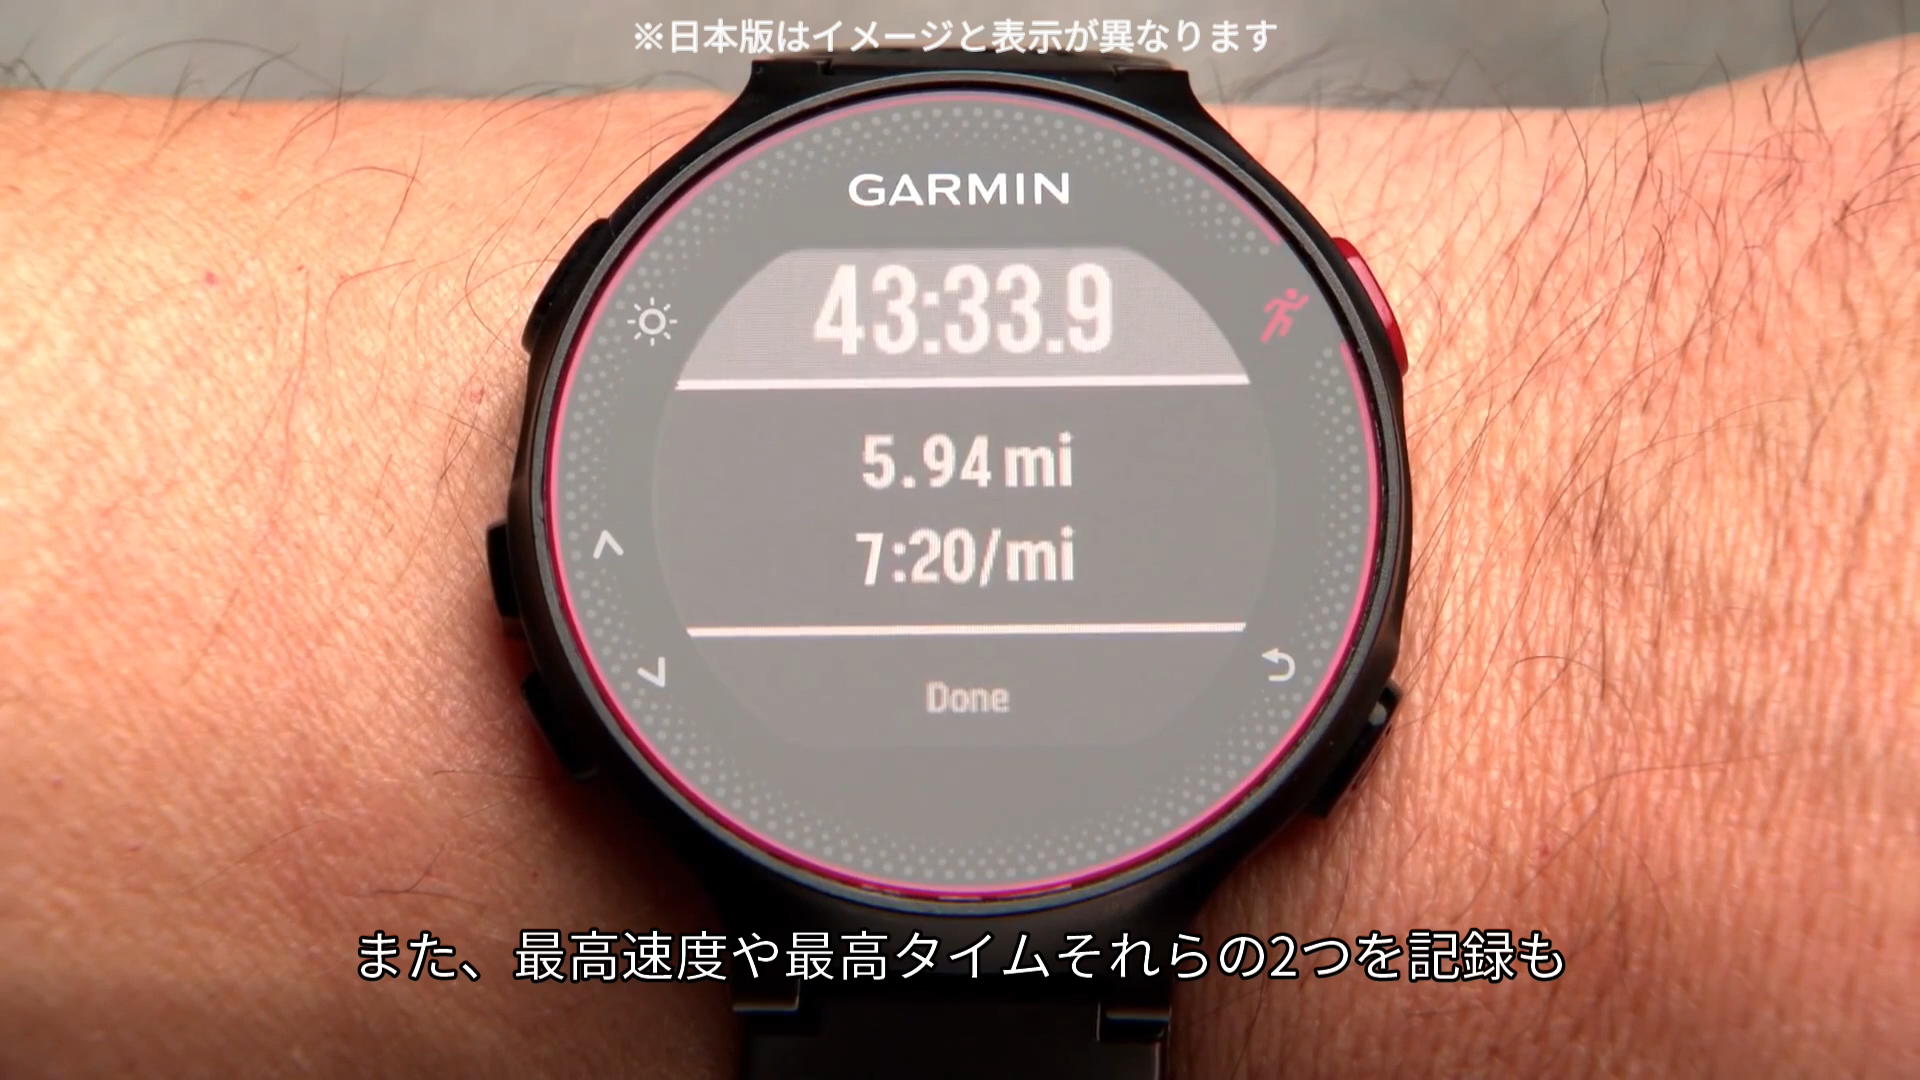 ※日本版はイメージと表示が異なります
GARMIN
43:33.9
5.94 mi
7:20/mi
Done
また、最高速度や最高タイムそれらの2つを記録も